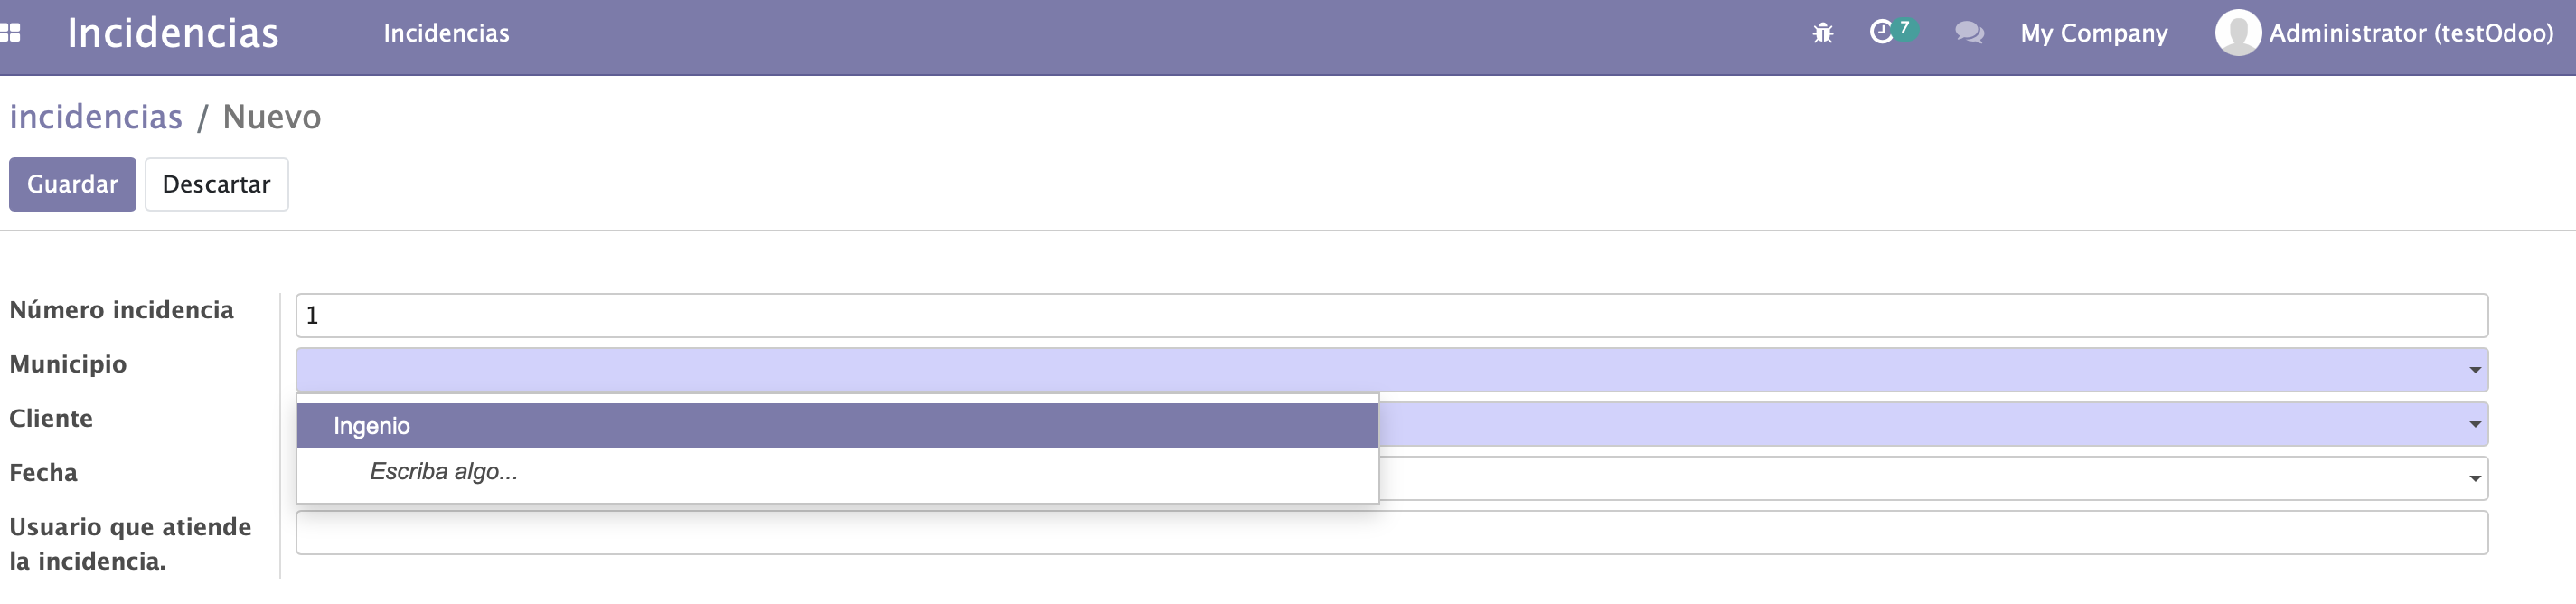 Incidencias Incidencias 7 My Company Administrator (testOdoo)
incidencias / Nuevo
Guardar Descartar
Número incidencia 1
Municipio
Ingenio
Escriba algo...
Cliente
Fecha
Usuario que atiende
la incidencia.